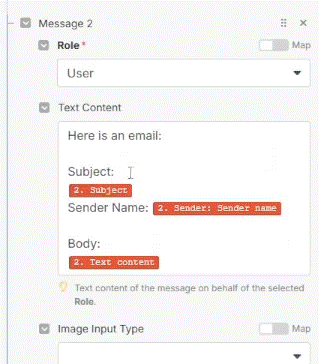 Message 2
Role*
Map
User
Text Content
Here is an email:
Subject:
2. Subject
Sender Name: 2. Sender: Sender name
Body:
2. Text content
Text content of the message on behalf of the selected
Role.
Image Input Type
Map